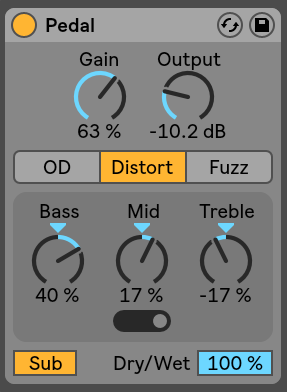 Pedal
Gain Output
63 % -10.2 dB
OD Distort Fuzz
Bass Mid Treble
40 % 17 % -17 %
Sub Dry/Wet 100 %